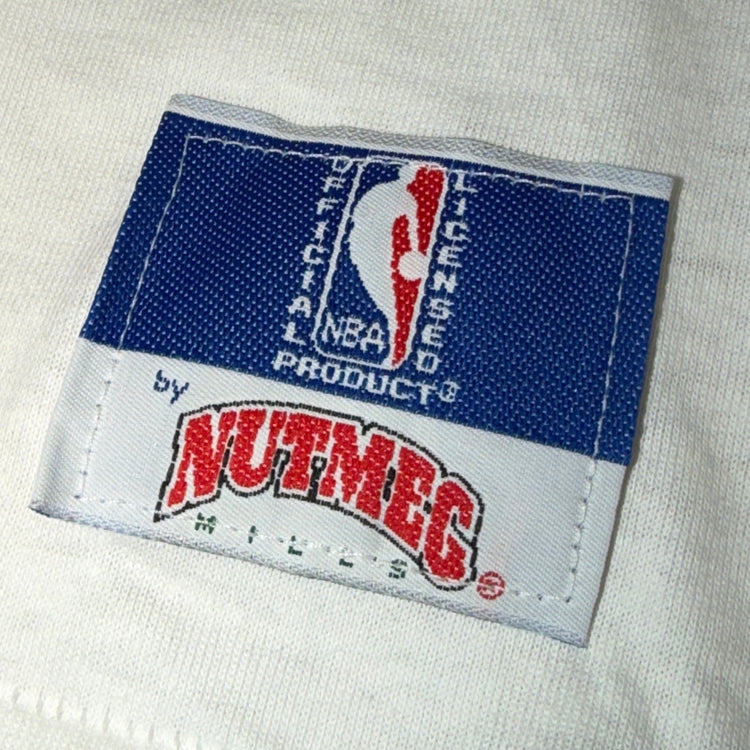 OFFICIAL
LICENSED
NBA
PRODUCT®
by
NUTMEG
MILLS ®